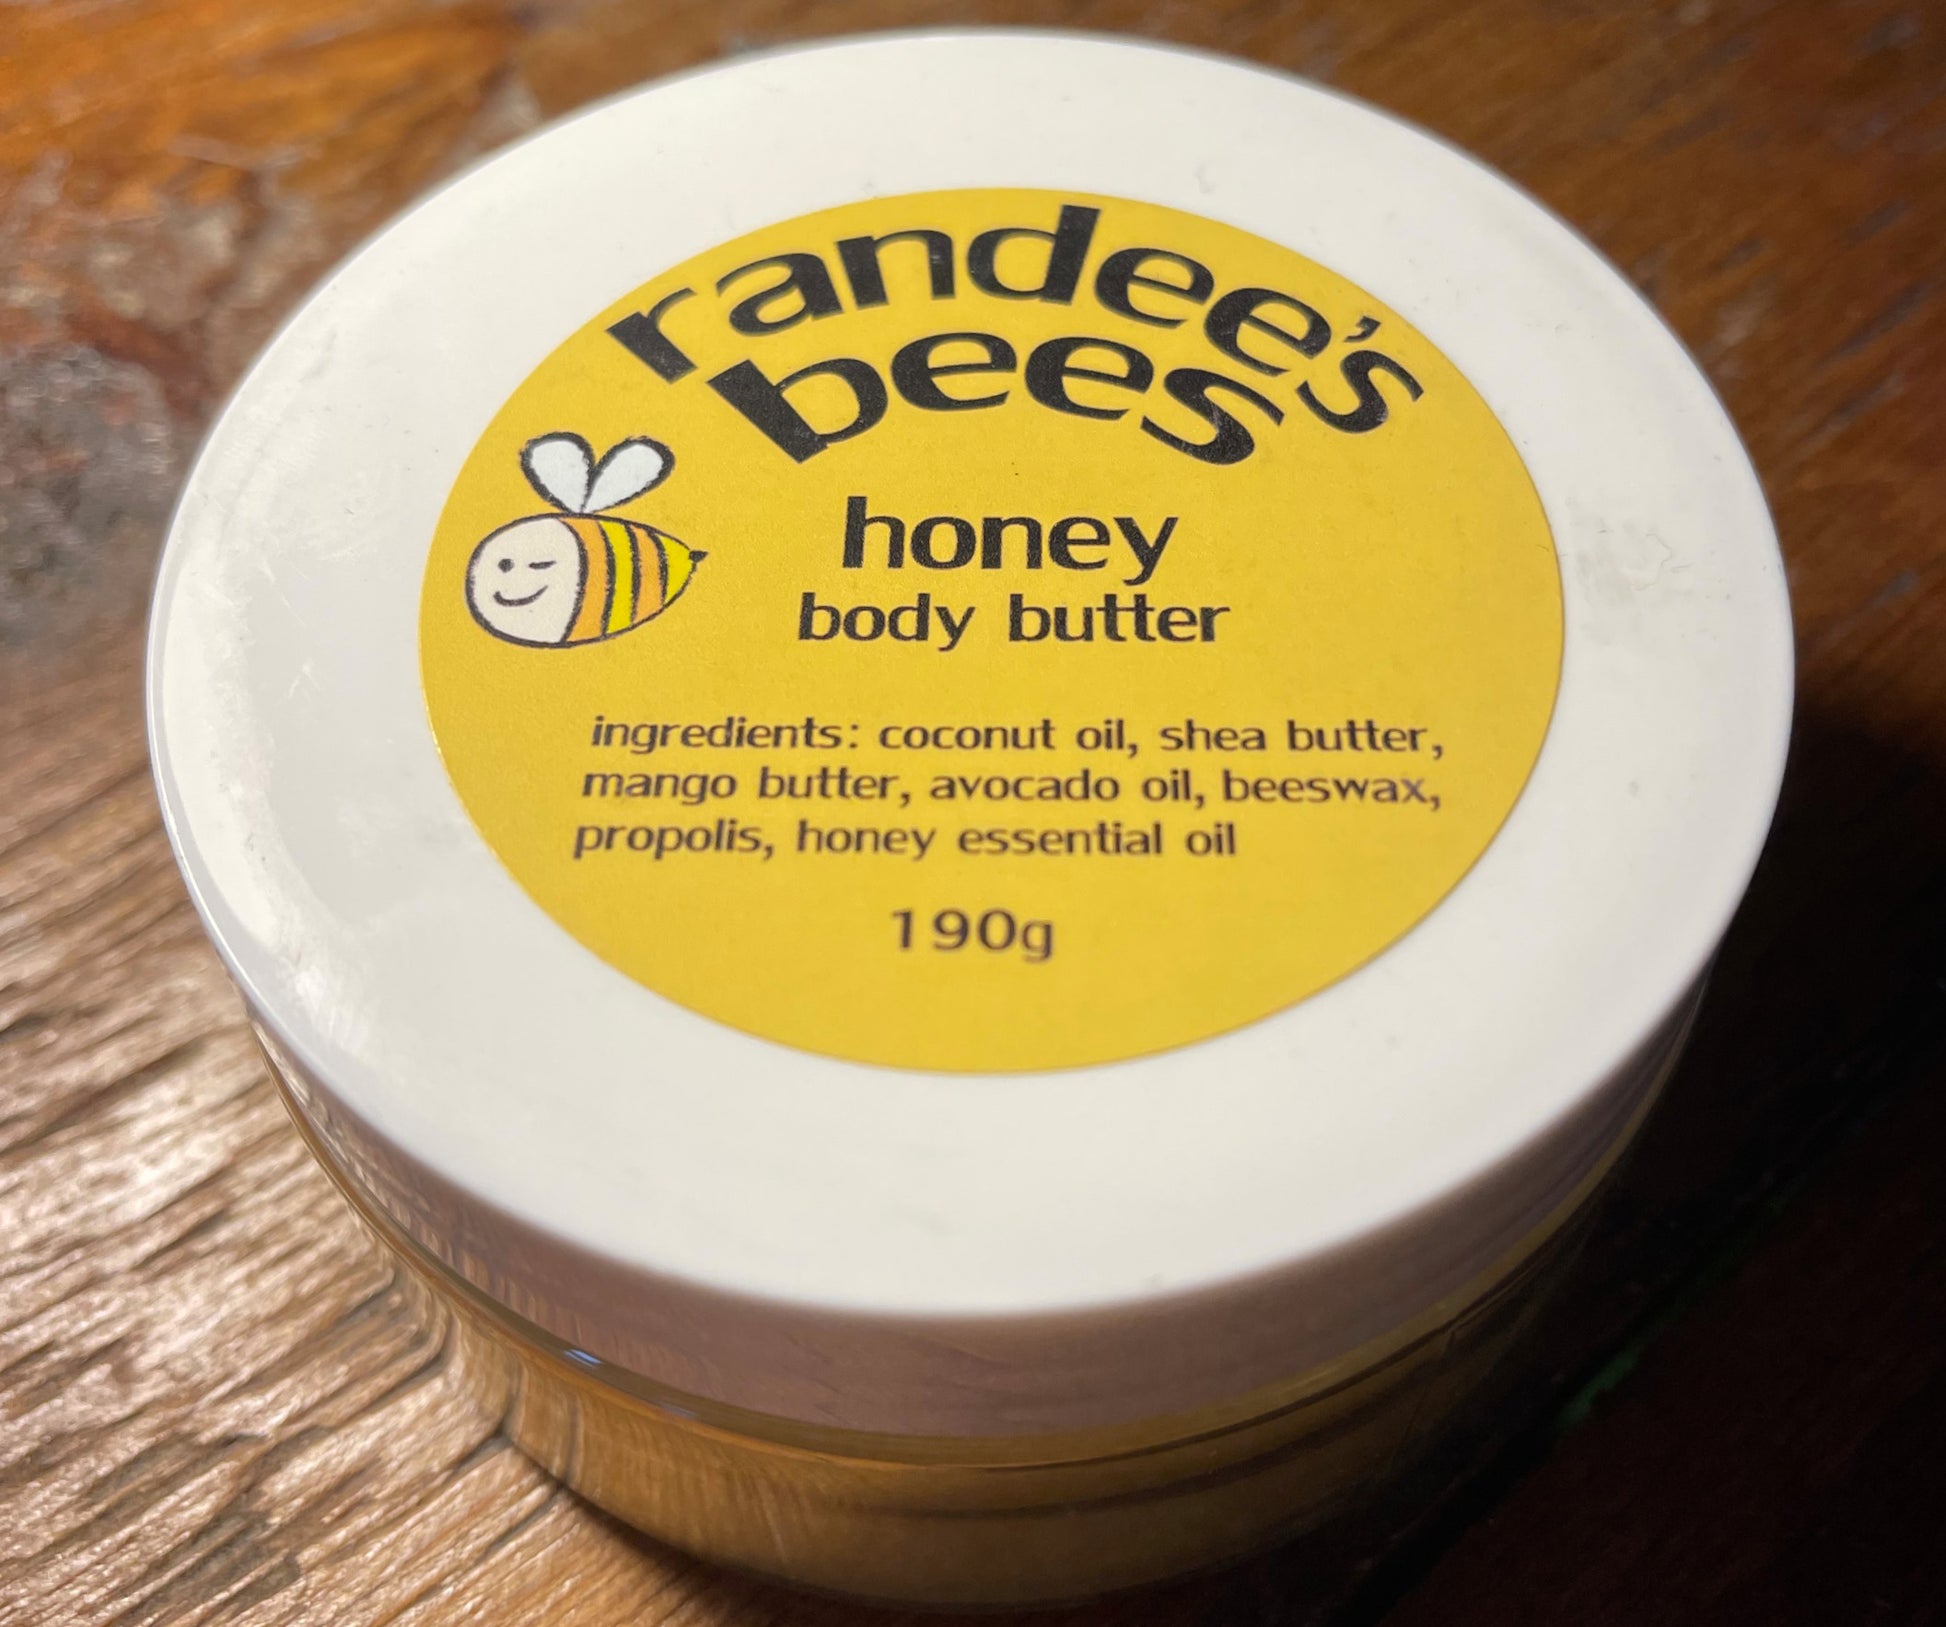 randee's
bees
honey
body butter
ingredients: coconut oil, shea butter,
mango butter, avocado oil, beeswax,
propolis, honey essential oil
190g